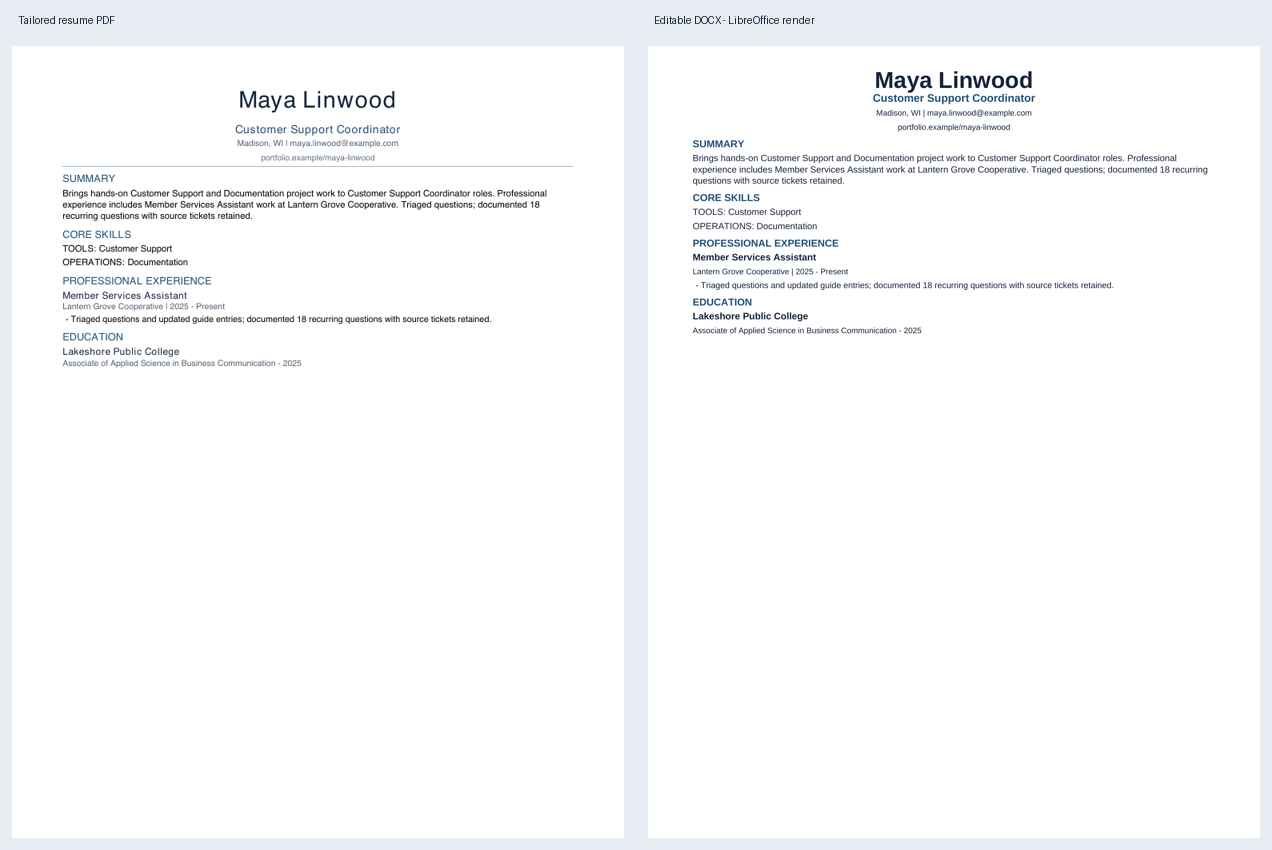 Tailored resume PDF
Maya Linwood
Customer Support Coordinator
Madison, WI | maya.linwood@example.com
portfolio.example/maya-linwood
SUMMARY
Brings hands-on Customer Support and Documentation project work to Customer Support Coordinator roles. Professional
experience includes Member Services Assistant work at Lantern Grove Cooperative. Triaged questions; documented 18
recurring questions with source tickets retained.
CORE SKILLS
TOOLS: Customer Support
OPERATIONS: Documentation
PROFESSIONAL EXPERIENCE
Member Services Assistant
Lantern Grove Cooperative | 2025 - Present
- Triaged questions and updated guide entries; documented 18 recurring questions with source tickets retained.
EDUCATION
Lakeshore Public College
Associate of Applied Science in Business Communication - 2025
Editable DOCX - LibreOffice render
Maya Linwood
Customer Support Coordinator
Madison, WI | maya.linwood@example.com
portfolio.example/maya-linwood
SUMMARY
Brings hands-on Customer Support and Documentation project work to Customer Support Coordinator roles. Professional
experience includes Member Services Assistant work at Lantern Grove Cooperative. Triaged questions; documented 18 recurring
questions with source tickets retained.
CORE SKILLS
TOOLS: Customer Support
OPERATIONS: Documentation
PROFESSIONAL EXPERIENCE
Member Services Assistant
Lantern Grove Cooperative | 2025 - Present
- Triaged questions and updated guide entries; documented 18 recurring questions with source tickets retained.
EDUCATION
Lakeshore Public College
Associate of Applied Science in Business Communication - 2025